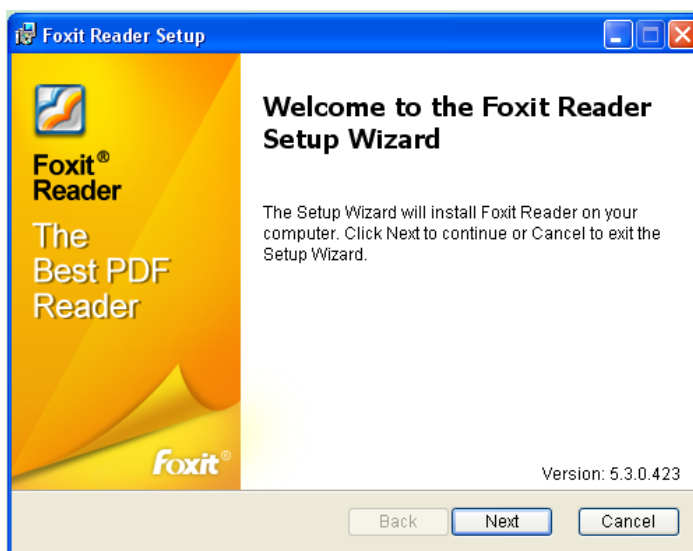 Foxit Reader Setup
Foxit®
Reader
The
Best PDF
Reader
Foxit®
Welcome to the Foxit Reader
Setup Wizard
The Setup Wizard will install Foxit Reader on your
computer. Click Next to continue or Cancel to exit the
Setup Wizard.
Version: 5.3.0.423
Back
Next
Cancel